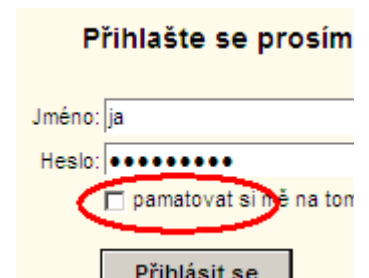 Přihlašte se prosím
Jméno: ja
Heslo: ●●●●●●●●●
pamatovat si mě na tom
Přihlásit se